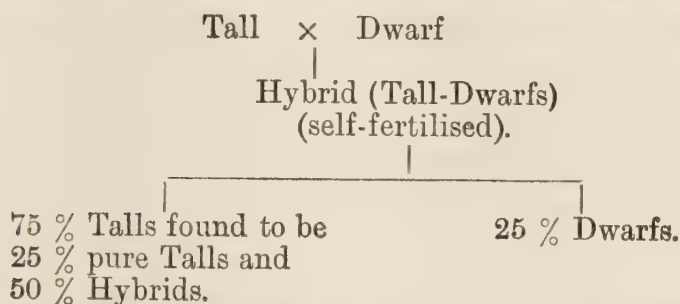 Tall × Dwarf
Hybrid (Tall-Dwarfs)
(self-fertilised).
75 % Talls found to be
25 % pure Talls and
50 % Hybrids.
25 % Dwarfs.